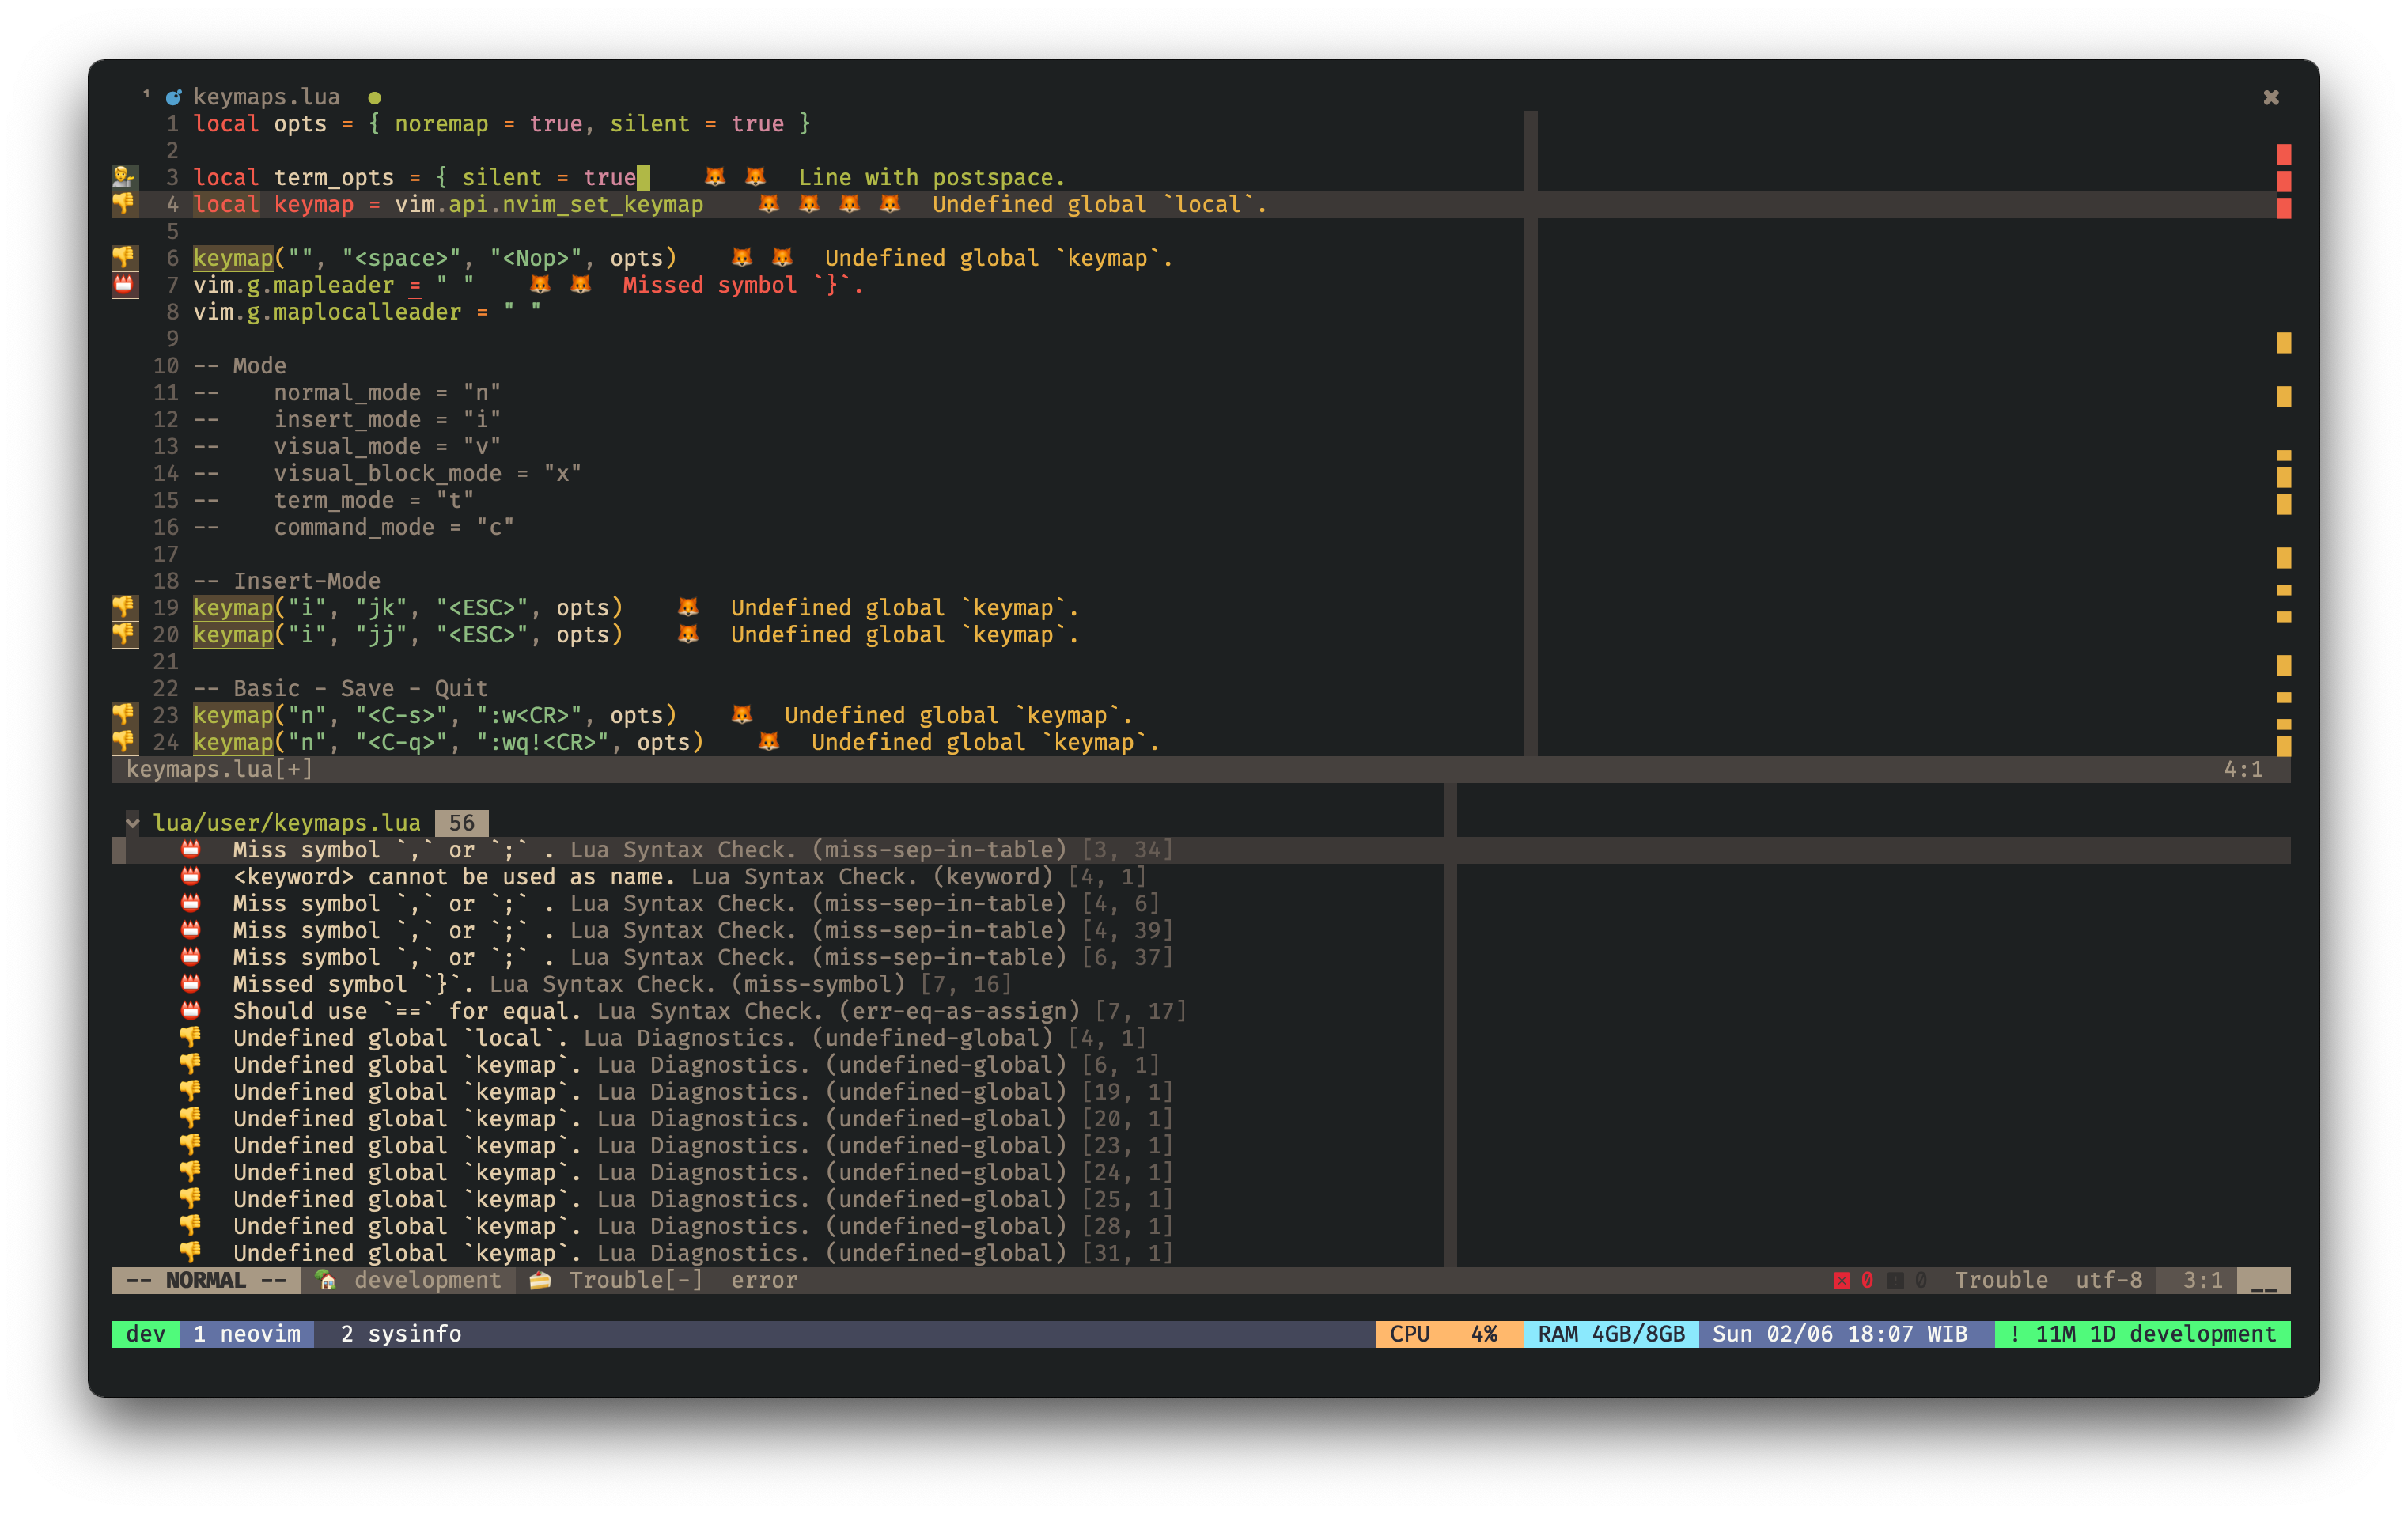 ¹ keymaps.lua
1 local opts = { noremap = true, silent = true }
2
3 local term_opts = { silent = true Line with postspace.
4 local keymap = vim.api.nvim_set_keymap Undefined global `local`.
5
6 keymap("", "<space>", "<Nop>", opts) Undefined global `keymap`.
7 vim.g.mapleader = " " Missed symbol `}`.
8 vim.g.maplocalleader = " "
9
10 -- Mode
11 -- normal_mode = "n"
12 -- insert_mode = "i"
13 -- visual_mode = "v"
14 -- visual_block_mode = "x"
15 -- term_mode = "t"
16 -- command_mode = "c"
17
18 -- Insert-Mode
19 keymap("i", "jk", "<ESC>", opts) Undefined global `keymap`.
20 keymap("i", "jj", "<ESC>", opts) Undefined global `keymap`.
21
22 -- Basic - Save - Quit
23 keymap("n", "<C-s>", ":w<CR>", opts) Undefined global `keymap`.
24 keymap("n", "<C-q>", ":wq!<CR>", opts) Undefined global `keymap`.
keymaps.lua[+] 4:1
lua/user/keymaps.lua 56
Miss symbol `,` or `;` . Lua Syntax Check. (miss-sep-in-table) [3, 34]
<keyword> cannot be used as name. Lua Syntax Check. (keyword) [4, 1]
Miss symbol `,` or `;` . Lua Syntax Check. (miss-sep-in-table) [4, 6]
Miss symbol `,` or `;` . Lua Syntax Check. (miss-sep-in-table) [4, 39]
Miss symbol `,` or `;` . Lua Syntax Check. (miss-sep-in-table) [6, 37]
Missed symbol `}`. Lua Syntax Check. (miss-symbol) [7, 16]
Should use `==` for equal. Lua Syntax Check. (err-eq-as-assign) [7, 17]
Undefined global `local`. Lua Diagnostics. (undefined-global) [4, 1]
Undefined global `keymap`. Lua Diagnostics. (undefined-global) [6, 1]
Undefined global `keymap`. Lua Diagnostics. (undefined-global) [19, 1]
Undefined global `keymap`. Lua Diagnostics. (undefined-global) [20, 1]
Undefined global `keymap`. Lua Diagnostics. (undefined-global) [23, 1]
Undefined global `keymap`. Lua Diagnostics. (undefined-global) [24, 1]
Undefined global `keymap`. Lua Diagnostics. (undefined-global) [25, 1]
Undefined global `keymap`. Lua Diagnostics. (undefined-global) [28, 1]
Undefined global `keymap`. Lua Diagnostics. (undefined-global) [31, 1]
-- NORMAL -- development Trouble[-] error 0 0 Trouble utf-8 3:1 __
dev 1 neovim 2 sysinfo CPU 4% RAM 4GB/8GB Sun 02/06 18:07 WIB ! 11M 1D development